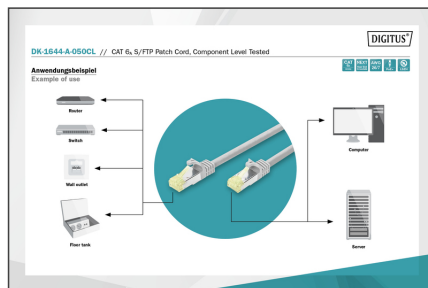 DIGITUS®
DK-1644-A-050CL // CAT 6A S/FTP Patch Cord, Component Level Tested
Anwendungsbeispiel
Example of use
Router
Switch
Wall outlet
Floor tank
Computer
Server